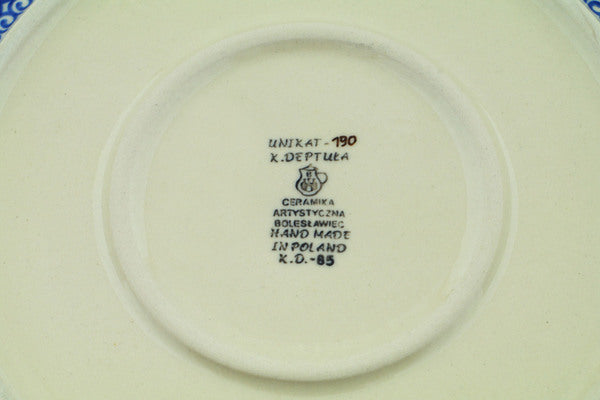 UNIKAT - 190
K. DEPTUŁA
CERAMIKA
ARTYSTYCZNA
BOLESŁAWIEC
HAND MADE
IN POLAND
K.D.-85